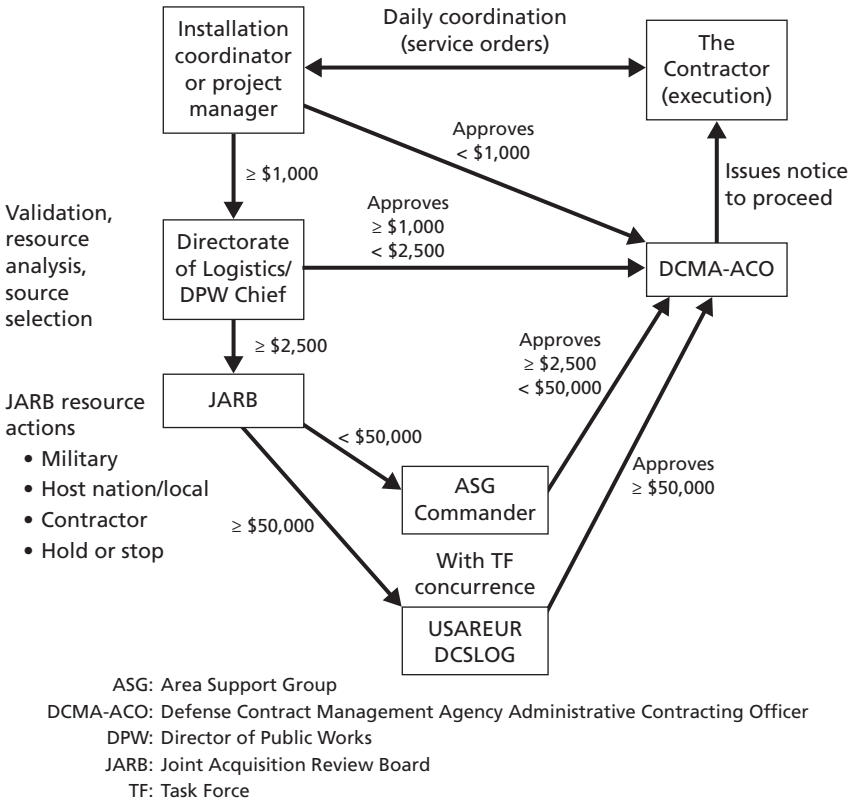 Installation
coordinator
or project
manager
Daily coordination
(service orders)
The
Contractor
(execution)
Approves
< $1,000
≥ $1,000
Issues notice
to proceed
Validation,
resource
analysis,
source
selection
Directorate
of Logistics/
DPW Chief
Approves
≥ $1,000
< $2,500
DCMA-ACO
≥ $2,500
Approves
≥ $2,500
< $50,000
JARB resource
actions
• Military
• Host nation/local
• Contractor
• Hold or stop
JARB
< $50,000
≥ $50,000
ASG
Commander
Approves
≥ $50,000
With TF
concurrence
USAREUR
DCSLOG
ASG: Area Support Group
DCMA-ACO: Defense Contract Management Agency Administrative Contracting Officer
DPW: Director of Public Works
JARB: Joint Acquisition Review Board
TF: Task Force